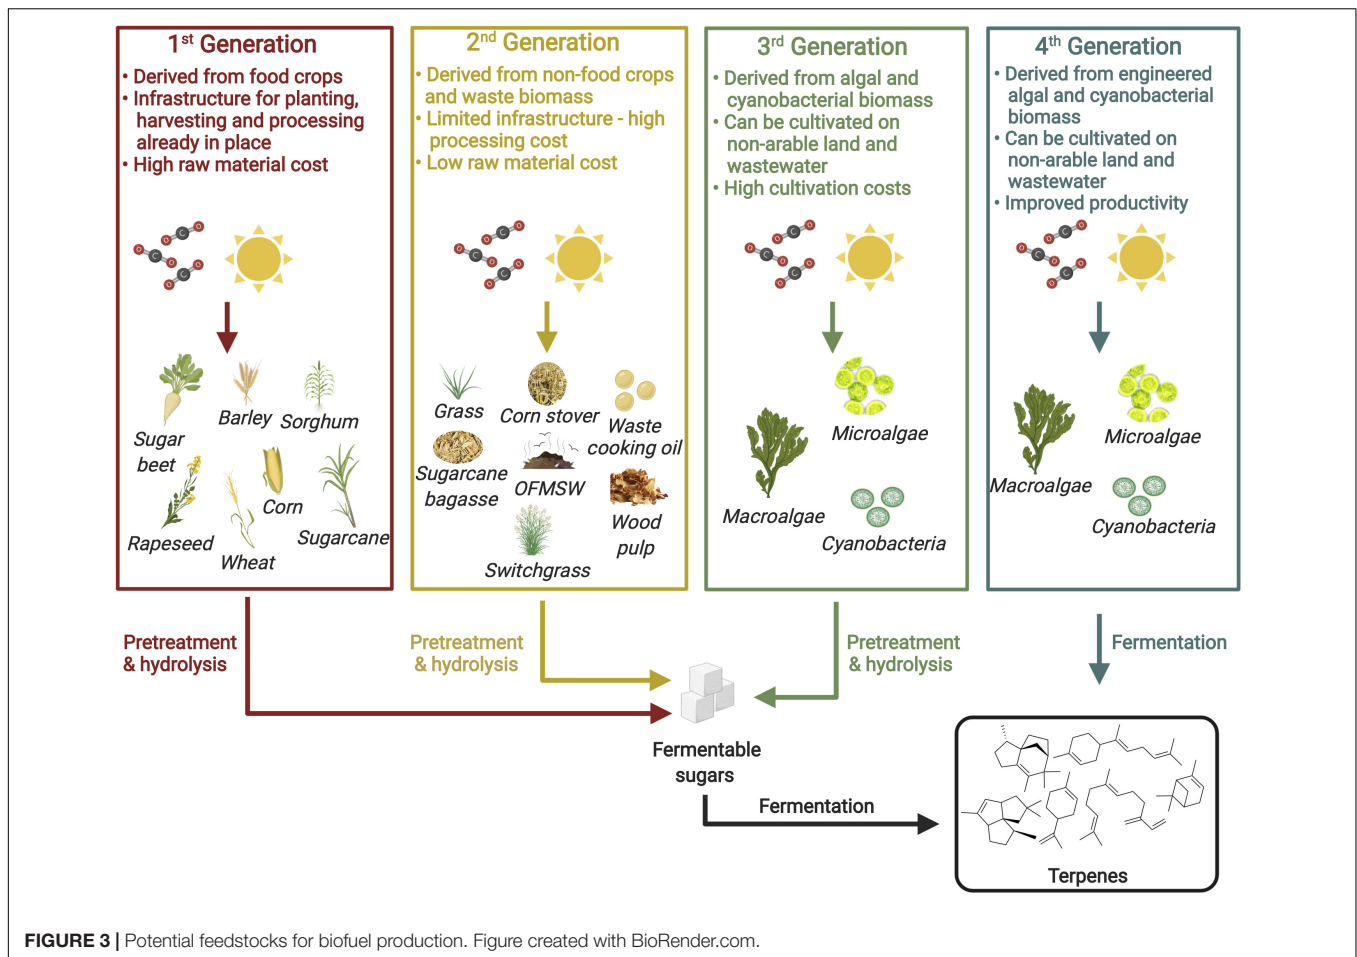 1st Generation
• Derived from food crops
• Infrastructure for planting,
harvesting and processing
already in place
• High raw material cost
Sugar
beet
Barley
Sorghum
Rapeseed
Wheat
Corn
Sugarcane
2nd Generation
• Derived from non-food crops
and waste biomass
• Limited infrastructure - high
processing cost
• Low raw material cost
Grass
Corn stover
Waste
cooking oil
Sugarcane
bagasse
OFMSW
Wood
pulp
Switchgrass
3rd Generation
• Derived from algal and
cyanobacterial biomass
• Can be cultivated on
non-arable land and
wastewater
• High cultivation costs
Microalgae
Macroalgae
Cyanobacteria
4th Generation
• Derived from engineered
algal and cyanobacterial
biomass
• Can be cultivated on
non-arable land and
wastewater
• Improved productivity
Microalgae
Macroalgae
Cyanobacteria
Pretreatment
& hydrolysis
Pretreatment
& hydrolysis
Pretreatment
& hydrolysis
Fermentation
Fermentable
sugars
Fermentation
Terpenes
FIGURE 3 | Potential feedstocks for biofuel production. Figure created with BioRender.com.